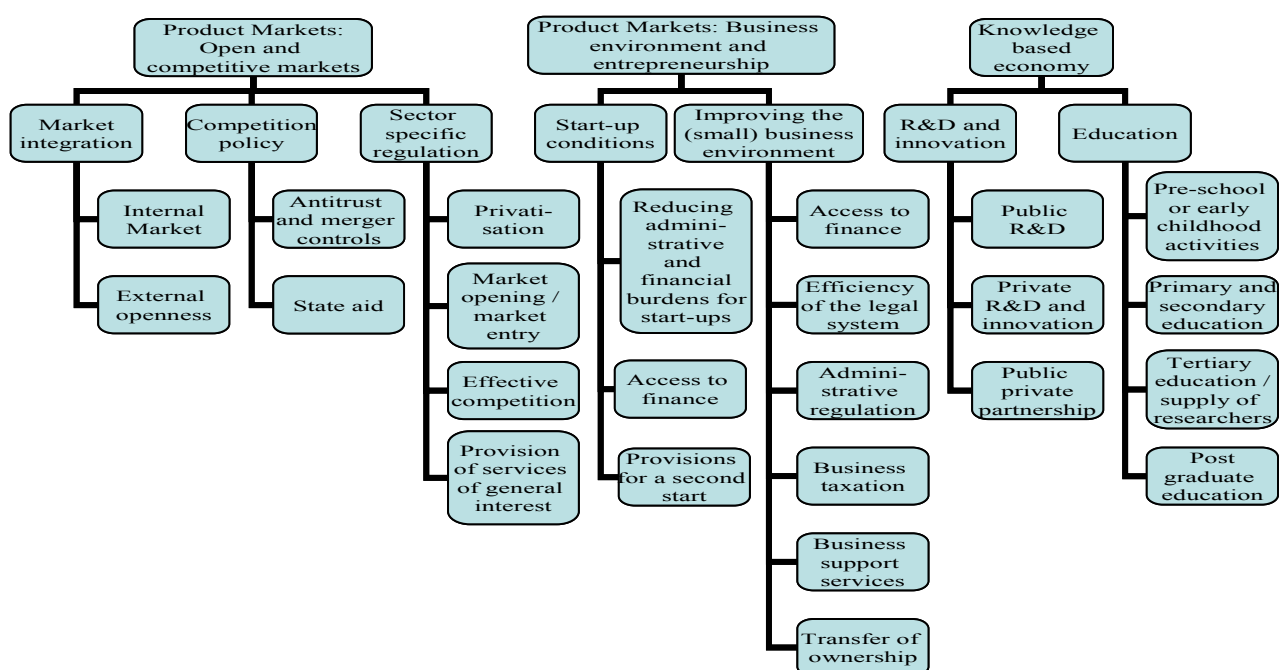 Product Markets:
Open and
competitive markets
Product Markets: Business
environment and
entrepreneurship
Knowledge
based
economy
Market
integration
Competition
policy
Sector
specific
regulation
Start-up
conditions
Improving the
(small) business
environment
R&D and
innovation
Education
Internal
Market
External
openness
Antitrust
and merger
controls
State aid
Privati-
sation
Market
opening /
market
entry
Effective
competition
Provision
of services
of general
interest
Reducing
admini-
strative
and
financial
burdens for
start-ups
Access to
finance
Provisions
for a second
start
Access to
finance
Efficiency
of the legal
system
Admini-
strative
regulation
Business
taxation
Business
support
services
Transfer of
ownership
Public
R&D
Private
R&D and
innovation
Public
private
partnership
Pre-school
or early
childhood
activities
Primary and
secondary
education
Tertiary
education /
supply of
researchers
Post
graduate
education